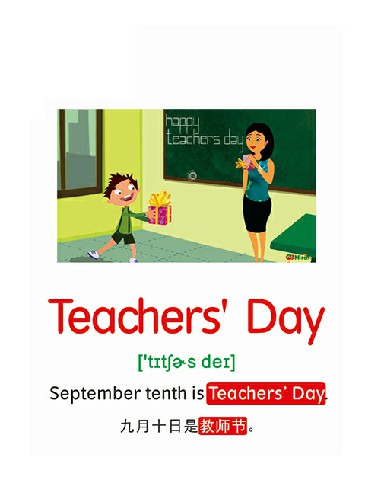 happy
teachers day
Teachers' Day
['tɪtʃɚs deɪ]
September tenth is Teachers' Day.
九月十日是教师节。